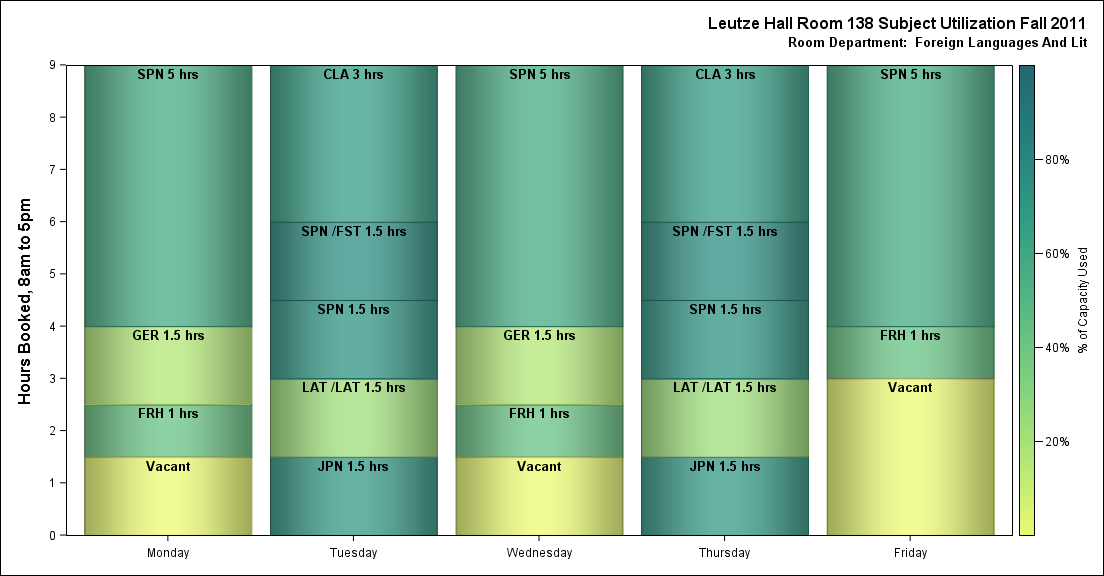 Leutze Hall Room 138 Subject Utilization Fall 2011
Room Department:  Foreign Languages And Lit
Hours Booked, 8am to 5pm
9
8
7
6
5
4
3
2
1
0
SPN 5 hrs
GER 1.5 hrs
FRH 1 hrs
Vacant
Monday
CLA 3 hrs
SPN /FST 1.5 hrs
SPN 1.5 hrs
LAT /LAT 1.5 hrs
JPN 1.5 hrs
Tuesday
SPN 5 hrs
GER 1.5 hrs
FRH 1 hrs
Vacant
Wednesday
CLA 3 hrs
SPN /FST 1.5 hrs
SPN 1.5 hrs
LAT /LAT 1.5 hrs
JPN 1.5 hrs
Thursday
SPN 5 hrs
FRH 1 hrs
Vacant
Friday
80%
60%
40%
20%
% of Capacity Used